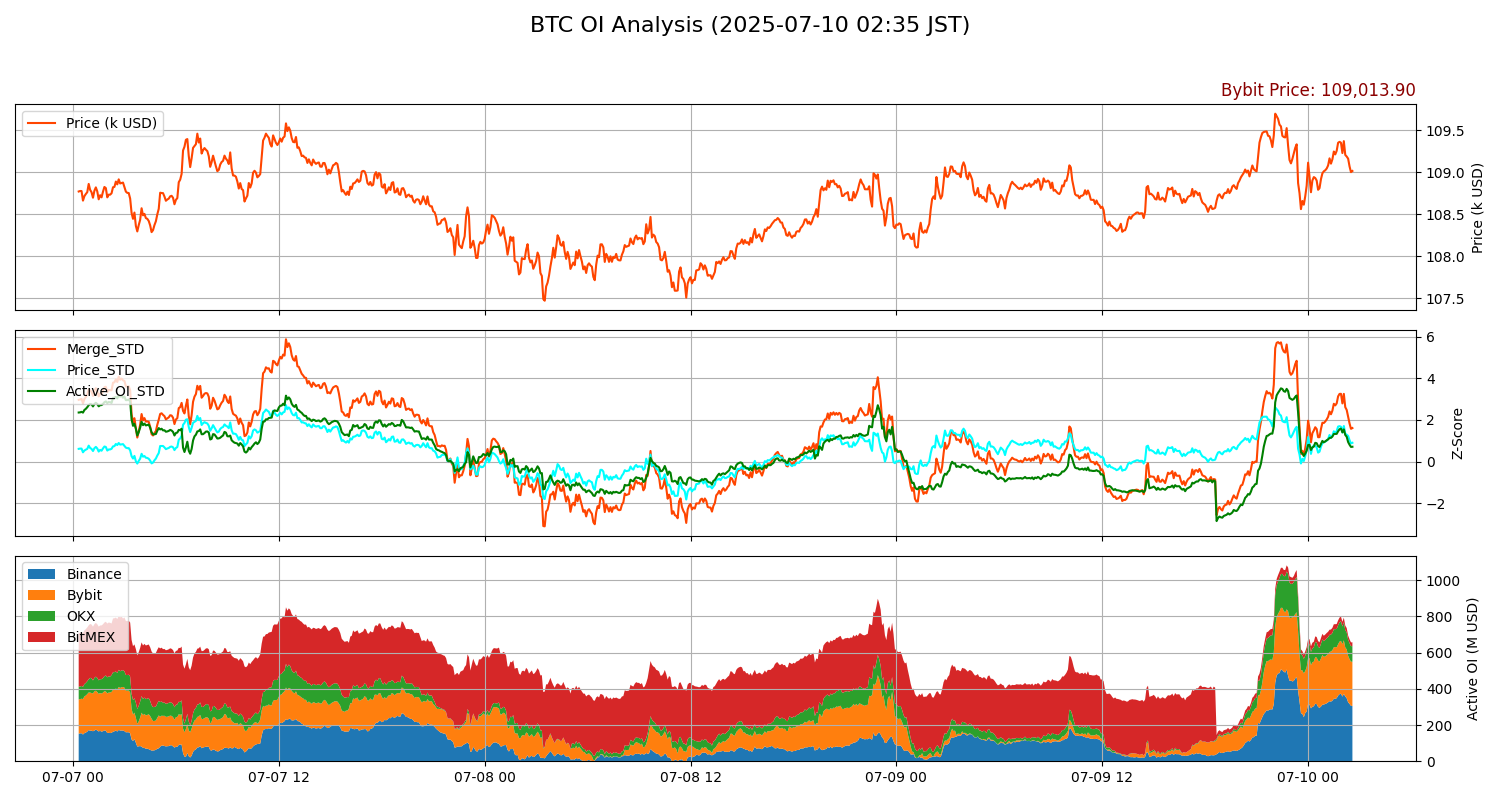 BTC OI Analysis (2025-07-10 02:35 JST)
Bybit Price: 109,013.90
Price (k USD)
109.5
109.0
108.5
108.0
107.5
Price (k USD)
Merge_STD
Price_STD
Active_OI_STD
6
4
2
0
−2
Z-Score
Binance
Bybit
OKX
BitMEX
1000
800
600
400
200
0
Active OI (M USD)
07-07 00
07-07 12
07-08 00
07-08 12
07-09 00
07-09 12
07-10 00